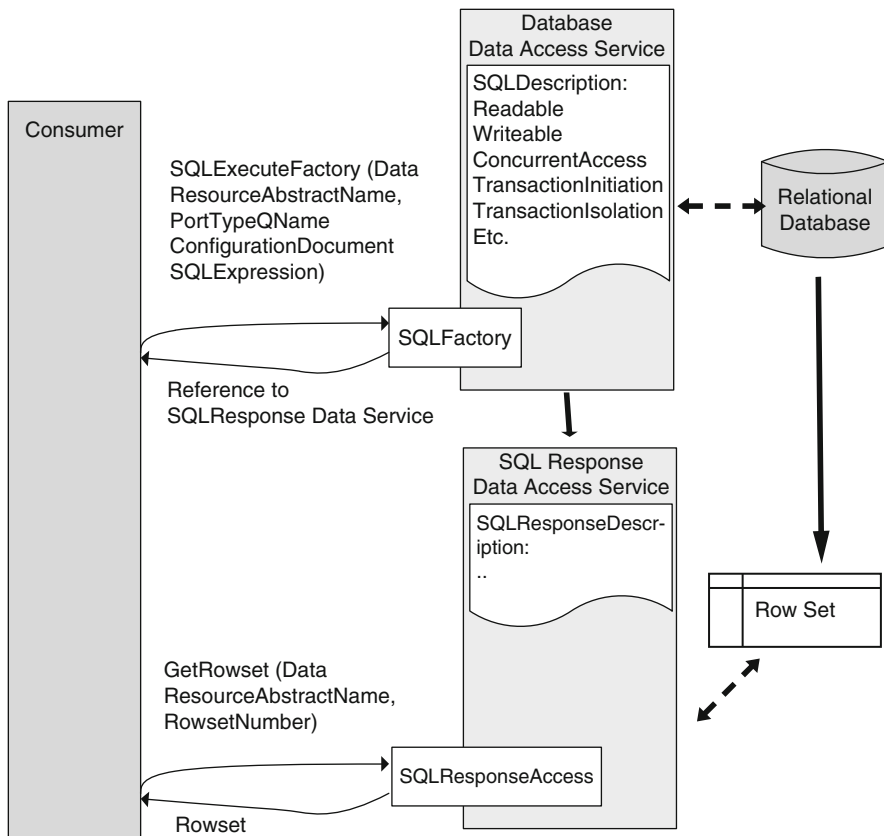 Database
Data Access Service
SQLDescription:
Readable
Writeable
ConcurrentAccess
TransactionInitiation
TransactionIsolation
Etc.
Consumer
SQLExecuteFactory (Data
ResourceAbstractName,
PortTypeQName
ConfigurationDocument
SQLExpression)
Relational
Database
SQLFactory
Reference to
SQLResponse Data Service
SQL Response
Data Access Service
SQLResponseDescr-
iption:
..
Row Set
GetRowset (Data
ResourceAbstractName,
RowsetNumber)
SQLResponseAccess
Rowset